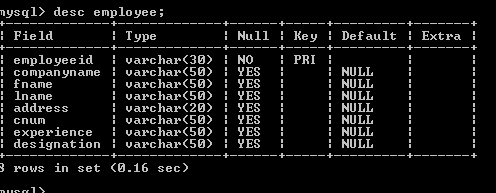 mysql> desc employee;
| Field | Type | Null | Key | Default | Extra |
| employeeid | varchar(30) | NO | PRI | | |
| companyname | varchar(50) | YES | | NULL | |
| fname | varchar(50) | YES | | NULL | |
| lname | varchar(50) | YES | | NULL | |
| address | varchar(20) | YES | | NULL | |
| cnum | varchar(50) | YES | | NULL | |
| experience | varchar(50) | YES | | NULL | |
| designation | varchar(50) | YES | | NULL | |
8 rows in set (0.16 sec)
mysql>